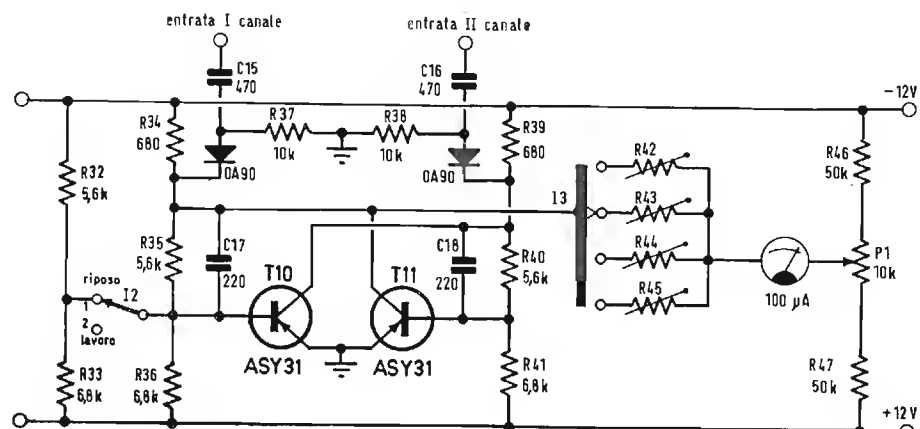 entrata I canale
entrata II canale
C15
470
C16
470
-12V
R34
680
R37
10k
R38
10k
R39
680
R46
50k
R32
5,6k
0A90
0A90
R42
I3
R43
R35
5,6k
C17
220
T10
T11
C18
220
R40
5,6k
R44
P1
10k
riposo
1
I2
2
lavoro
R45
100 µA
ASY31
ASY31
R33
6,8k
R36
6,8k
R41
6,8k
R47
50k
+12V